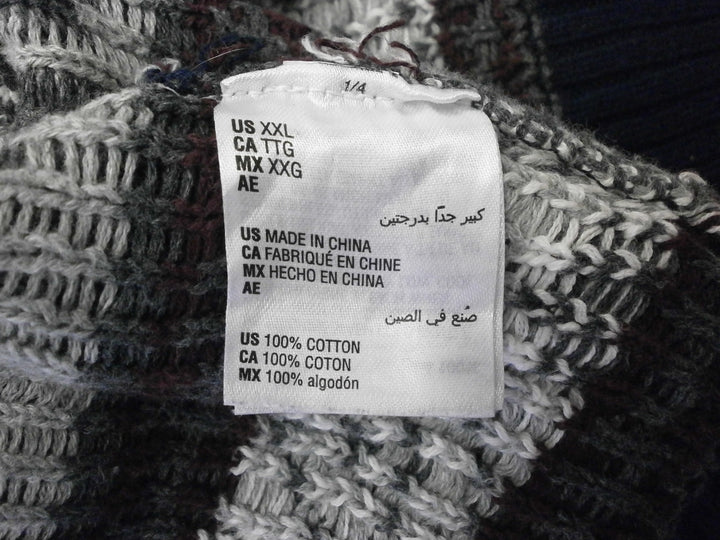 1/4
US XXL
CA TTG
MX XXG
AE
كبير جدًا بدرجتين
US MADE IN CHINA
CA FABRIQUÉ EN CHINE
MX HECHO EN CHINA
AE
صُنع في الصين
US 100% COTTON
CA 100% COTON
MX 100% algodón